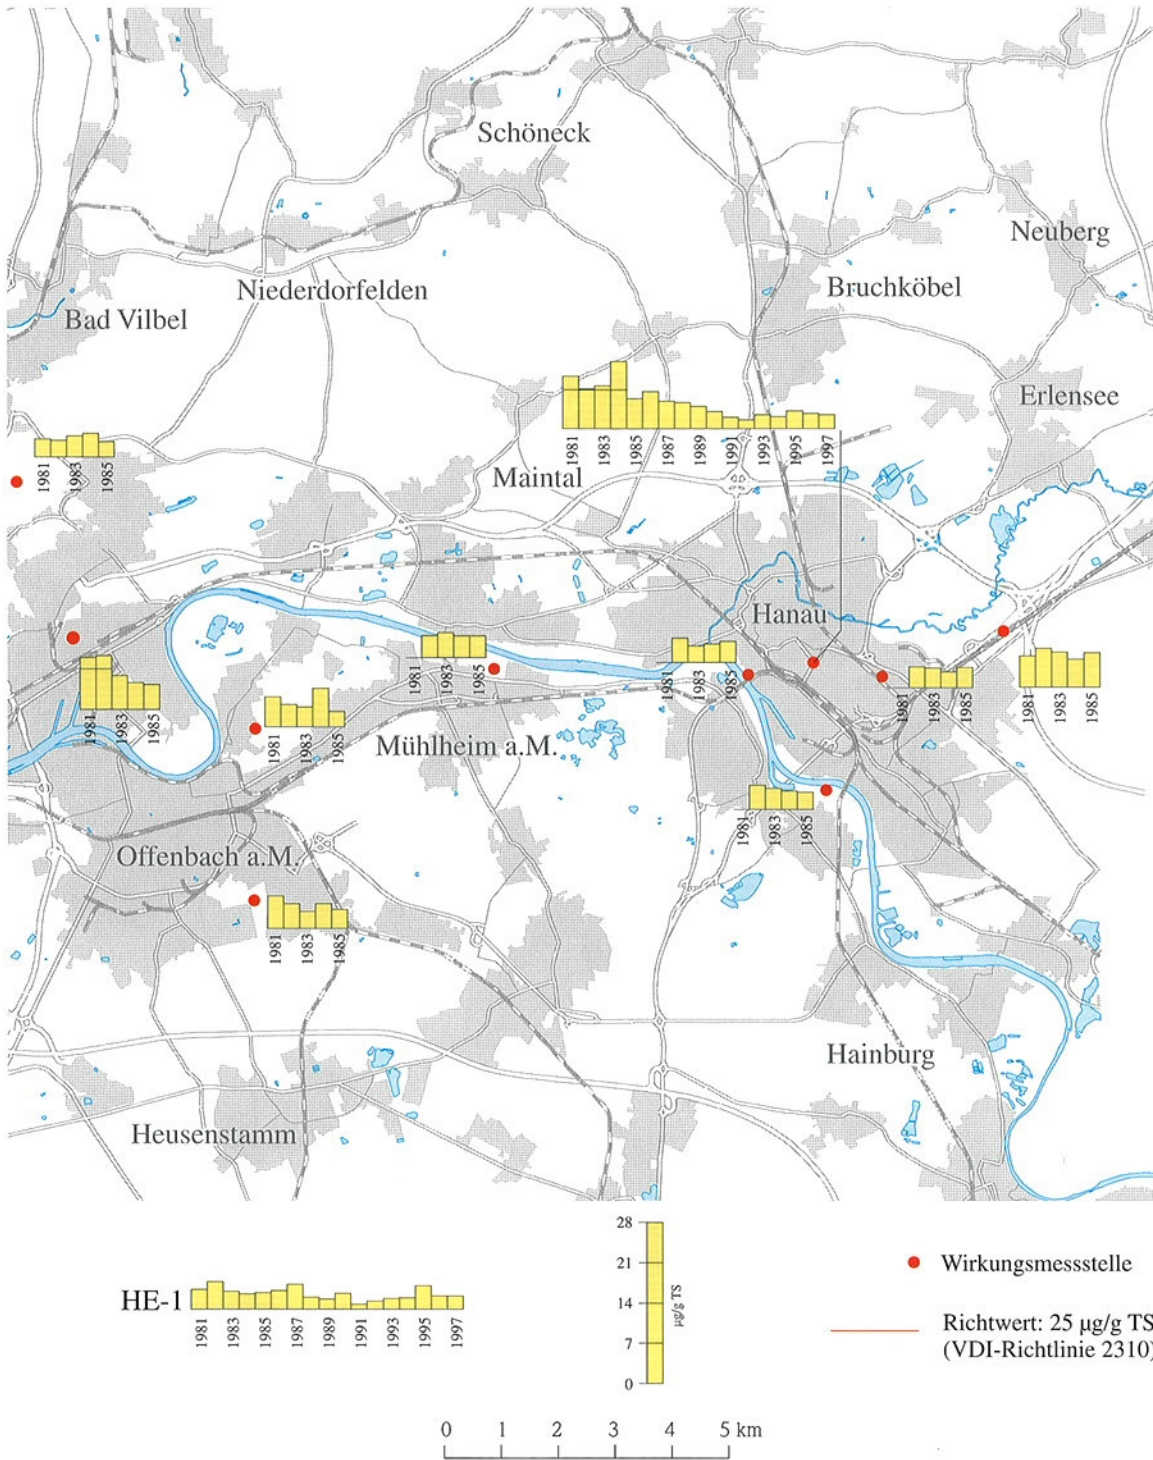 Schöneck
Neuberg
Niederdorfelden
Bruchköbel
Bad Vilbel
Erlensee
1981
1983
1985
1981
1983
1985
1987
1989
1991
1993
1995
1997
Maintal
Hanau
1981
1983
1985
1981
1983
1985
1981
1983
1985
1981
1983
1985
1981
1983
1985
1981
1983
1985
Mühlheim a.M.
1981
1983
1985
Offenbach a.M.
1981
1983
1985
Hainburg
Heusenstamm
28
21
14
7
0
µg/g TS
HE-1
1981
1983
1985
1987
1989
1991
1993
1995
1997
Wirkungsmessstelle
Richtwert: 25 µg/g TS
(VDI-Richtlinie 2310)
0 1 2 3 4 5 km